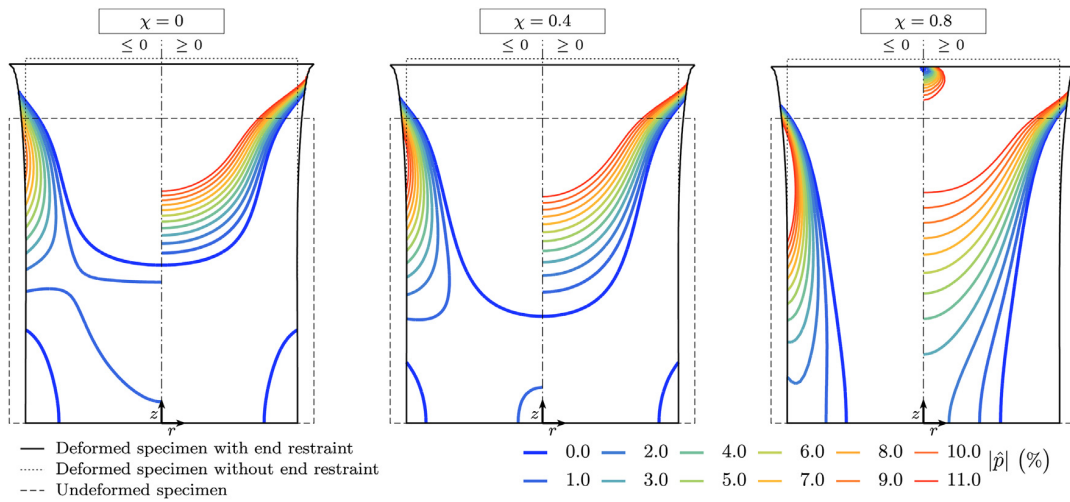 χ = 0
≤ 0 ≥ 0
z
r
χ = 0.4
≤ 0 ≥ 0
z
r
χ = 0.8
≤ 0 ≥ 0
z
r
Deformed specimen with end restraint
Deformed specimen without end restraint
Undeformed specimen
0.0 2.0 4.0 6.0 8.0 10.0
1.0 3.0 5.0 7.0 9.0 11.0
|p̂| (%)